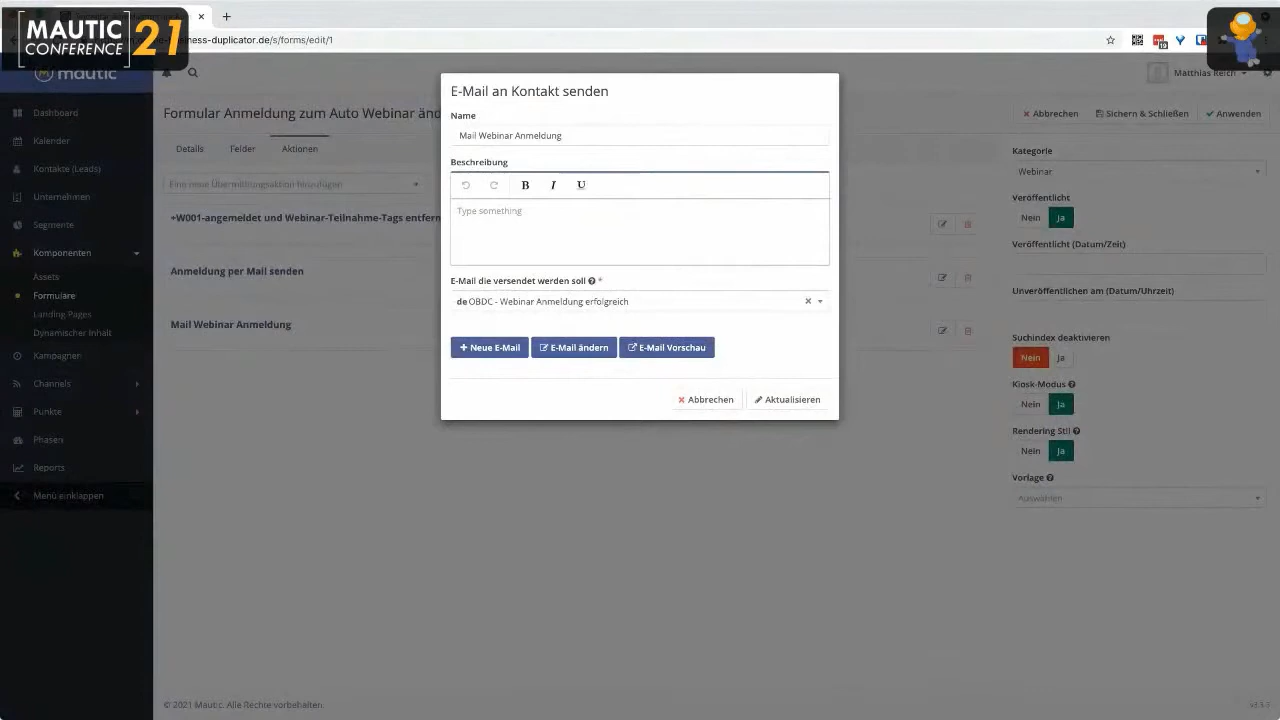 MAUTIC
CONFERENCE
21
ness-duplicator.de/s/forms/edit/1
mautic
Matthias Reich
Dashboard
Kalender
Kontakte (Leads)
Unternehmen
Segmente
Komponenten
Assets
Formulare
Landing Pages
Dymamischer Inhalt
Kampagnen
Channels
Punkte
Phasen
Reports
Menü einklappen
Formular Anmeldung zum Auto Webinar änd
Abbrechen
Sichern & Schließen
Anwenden
Details
Felder
Aktionen
Eine neue Übermittlungsaktion hinzufügen
+W001-angemeldet und Webinar-Teilnahme-Tags entfern
Anmeldung per Mail senden
Mail Webinar Anmeldung
E-Mail an Kontakt senden
Name
Mail Webinar Anmeldung
Beschreibung
B I U
Type something
E-Mail die versendet werden soll *
de OBDC - Webinar Anmeldung erfolgreich
Neue E-Mail
E-Mail ändern
E-Mail Vorschau
Abbrechen
Aktualisieren
Kategorie
Webinar
Veröffentlicht
Nein Ja
Veröffentlicht (Datum/Zeit)
Unveröffentlichen am (Datum/Uhrzeit)
Suchindex deaktivieren
Nein Ja
Kiosk-Modus
Nein Ja
Rendering Stil
Nein Ja
Vorlage
Auswählen
© 2021 Mautic. Alle Rechte vorbehalten.